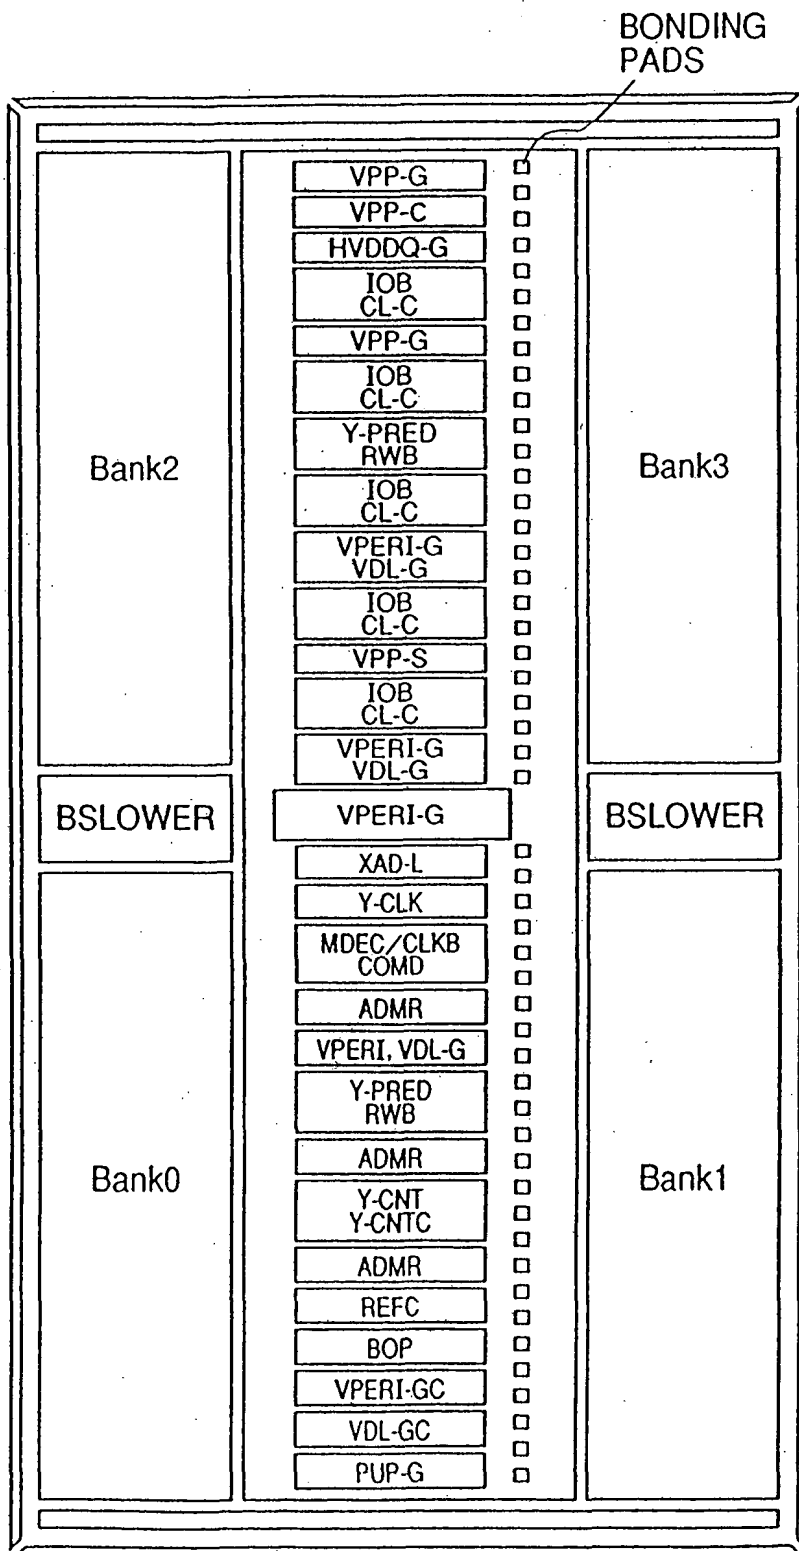 BONDING
PADS
VPP-G
VPP-C
HVDDQ-G
IOB
CL-C
VPP-G
IOB
CL-C
Y-PRED
RWB
Bank2
Bank3
IOB
CL-C
VPERI-G
VDL-G
IOB
CL-C
VPP-S
IOB
CL-C
VPERI-G
VDL-G
BSLOWER
VPERI-G
BSLOWER
XAD-L
Y-CLK
MDEC/CLKB
COMD
ADMR
VPERI, VDL-G
Y-PRED
RWB
ADMR
Bank0
Bank1
Y-CNT
Y-CNTC
ADMR
REFC
BOP
VPERI-GC
VDL-GC
PUP-G